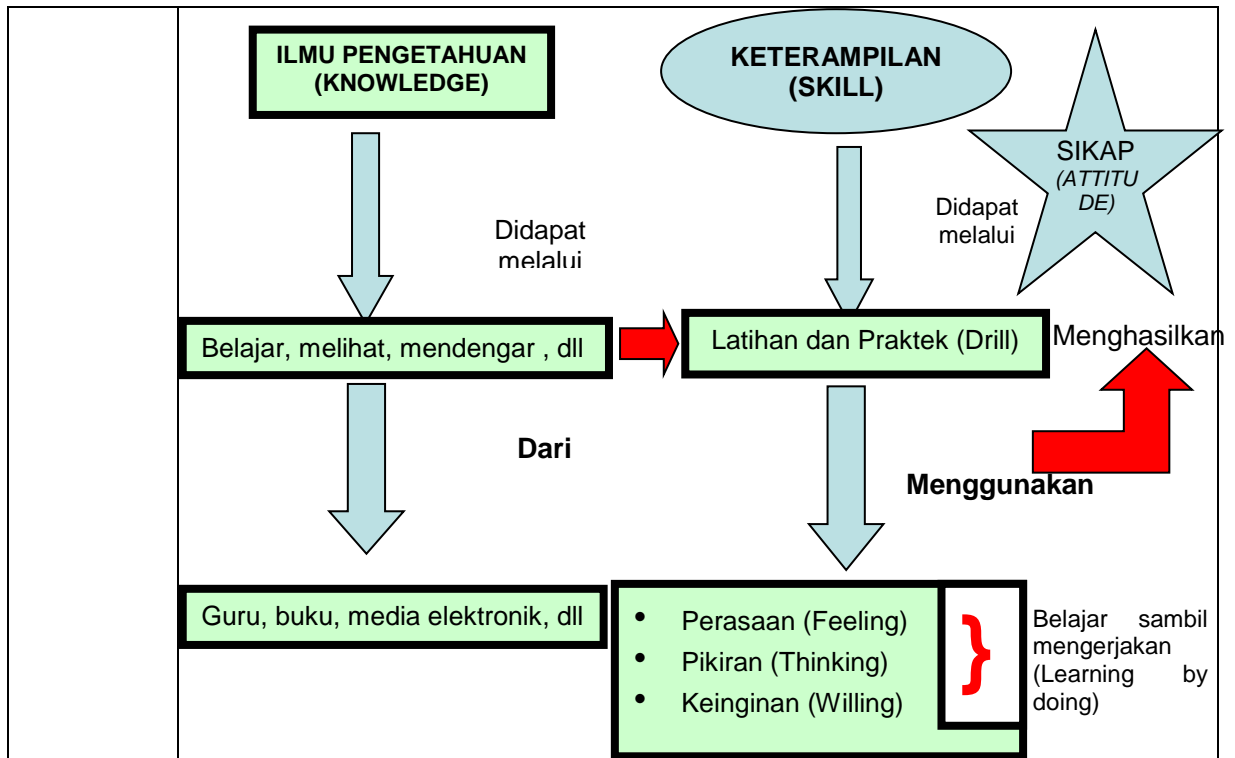 ILMU PENGETAHUAN
(KNOWLEDGE)
KETERAMPILAN
(SKILL)
SIKAP
(ATTITU
DE)
Didapat
melalui
Didapat
melalui
Belajar, melihat, mendengar , dll
Latihan dan Praktek (Drill)
Menghasilkan
Dari
Menggunakan
Guru, buku, media elektronik, dll
• Perasaan (Feeling)
• Pikiran (Thinking)
• Keinginan (Willing)
}
Belajar sambil
mengerjakan
(Learning by
doing)